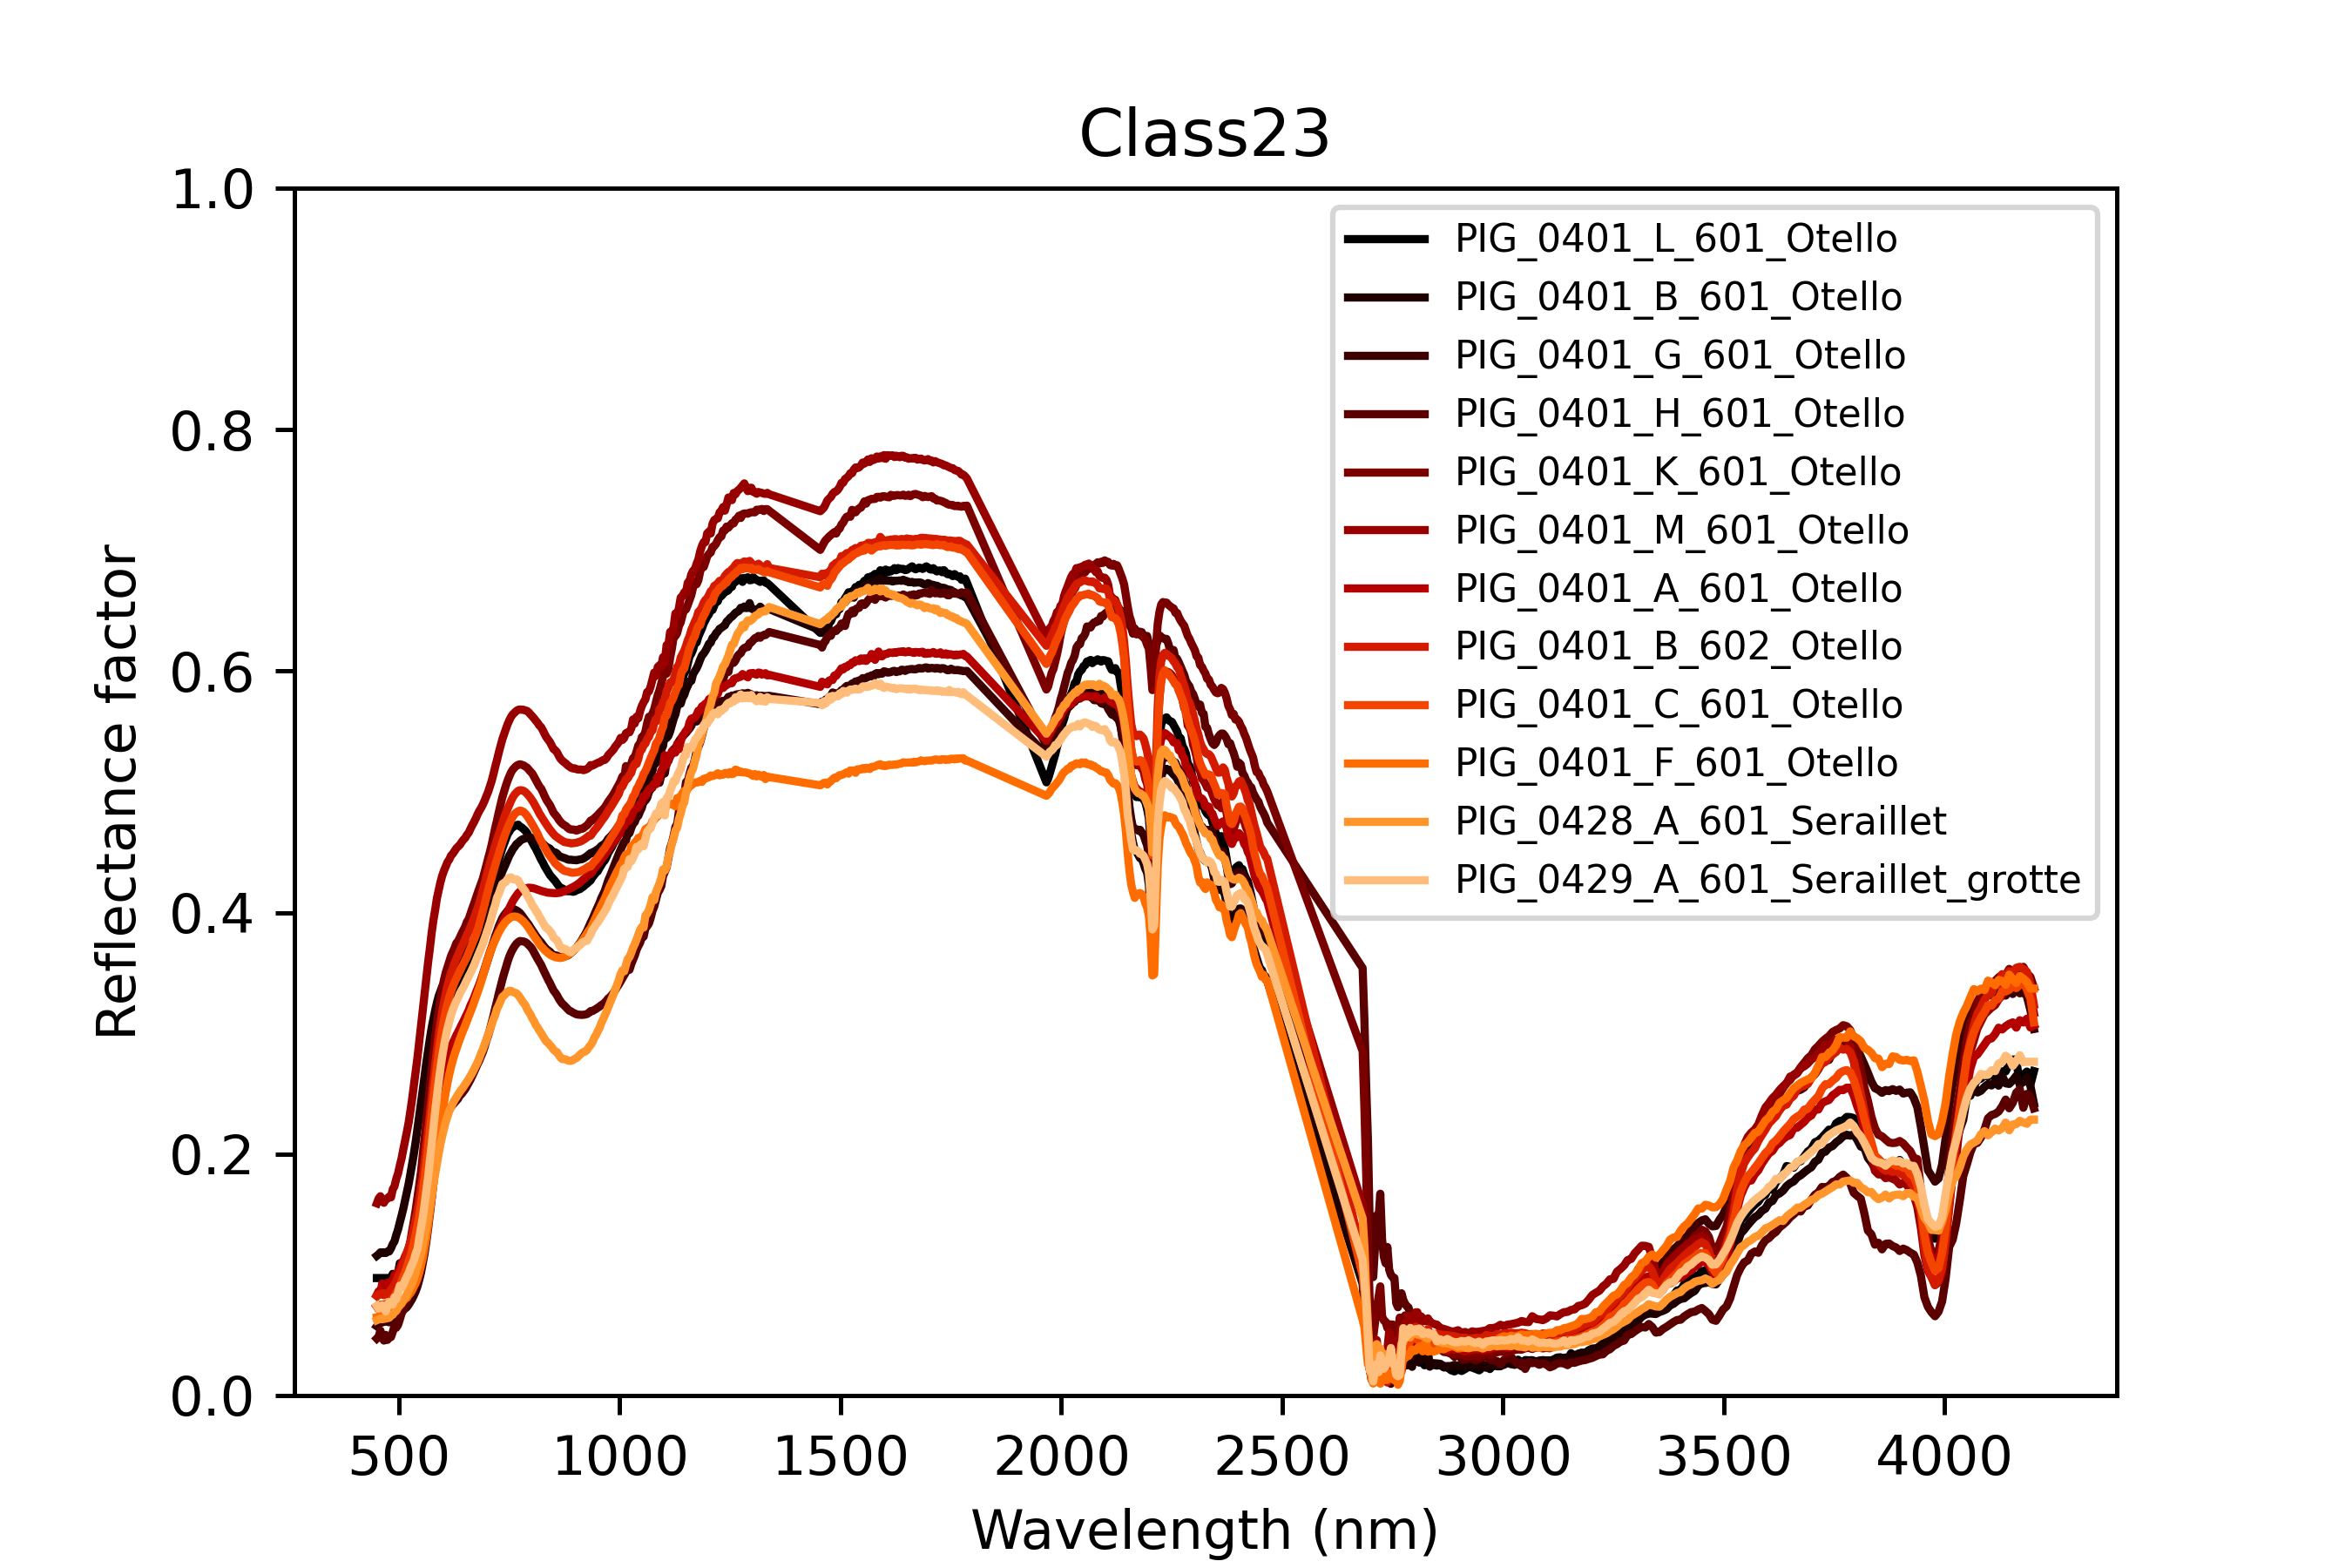 Class23
1.0
0.8
0.6
0.4
0.2
0.0
Reflectance factor
PIG_0401_L_601_Otello
PIG_0401_B_601_Otello
PIG_0401_G_601_Otello
PIG_0401_H_601_Otello
PIG_0401_K_601_Otello
PIG_0401_M_601_Otello
PIG_0401_A_601_Otello
PIG_0401_B_602_Otello
PIG_0401_C_601_Otello
PIG_0401_F_601_Otello
PIG_0428_A_601_Seraillet
PIG_0429_A_601_Seraillet_grotte
500 1000 1500 2000 2500 3000 3500 4000
Wavelength (nm)